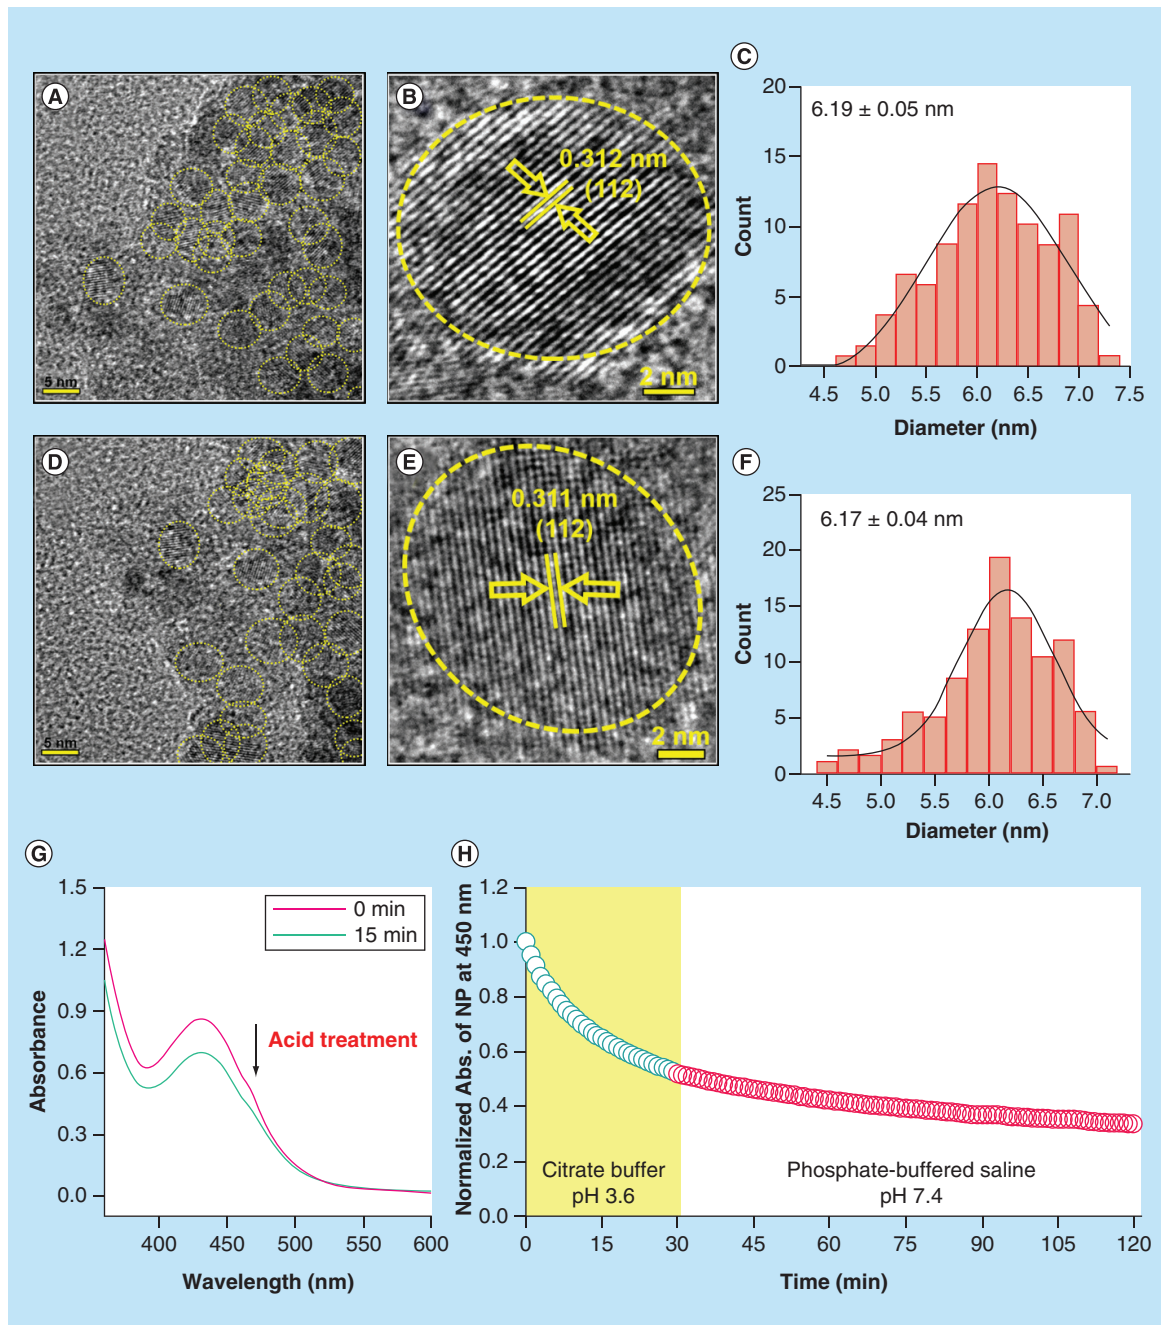 A
5 nm
B
0.312 nm
(112)
2 nm
C
6.19 ± 0.05 nm
20
15
10
5
0
Count
4.5 5.0 5.5 6.0 6.5 7.0 7.5
Diameter (nm)
D
5 nm
E
0.311 nm
(112)
2 nm
F
6.17 ± 0.04 nm
25
20
15
10
5
0
Count
4.5 5.0 5.5 6.0 6.5 7.0
Diameter (nm)
G
1.5
1.2
0.9
0.6
0.3
0.0
Absorbance
0 min
15 min
Acid treatment
400 450 500 550 600
Wavelength (nm)
H
1.2
1.0
0.8
0.6
0.4
0.2
0.0
Normalized Abs. of NP at 450 nm
Citrate buffer
pH 3.6
Phosphate-buffered saline
pH 7.4
0 15 30 45 60 75 90 105 120
Time (min)